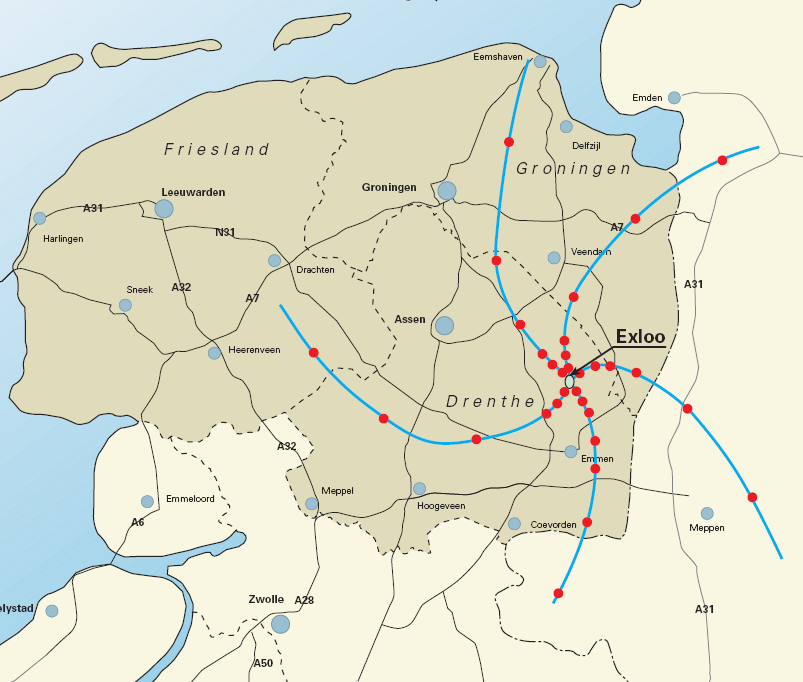 Eemshaven
Emden
Delfzijl
Friesland
Groningen
Groningen
Leeuwarden
A31
Harlingen
N31
A7
Veendam
Drachten
A32
A7
A31
Sneek
Assen
Exloo
Heerenveen
Drenthe
A32
Emmen
Meppel
Emmeloord
Hoogeveen
A6
Coevorden
Meppen
Zwolle A28
elystad
A31
A50